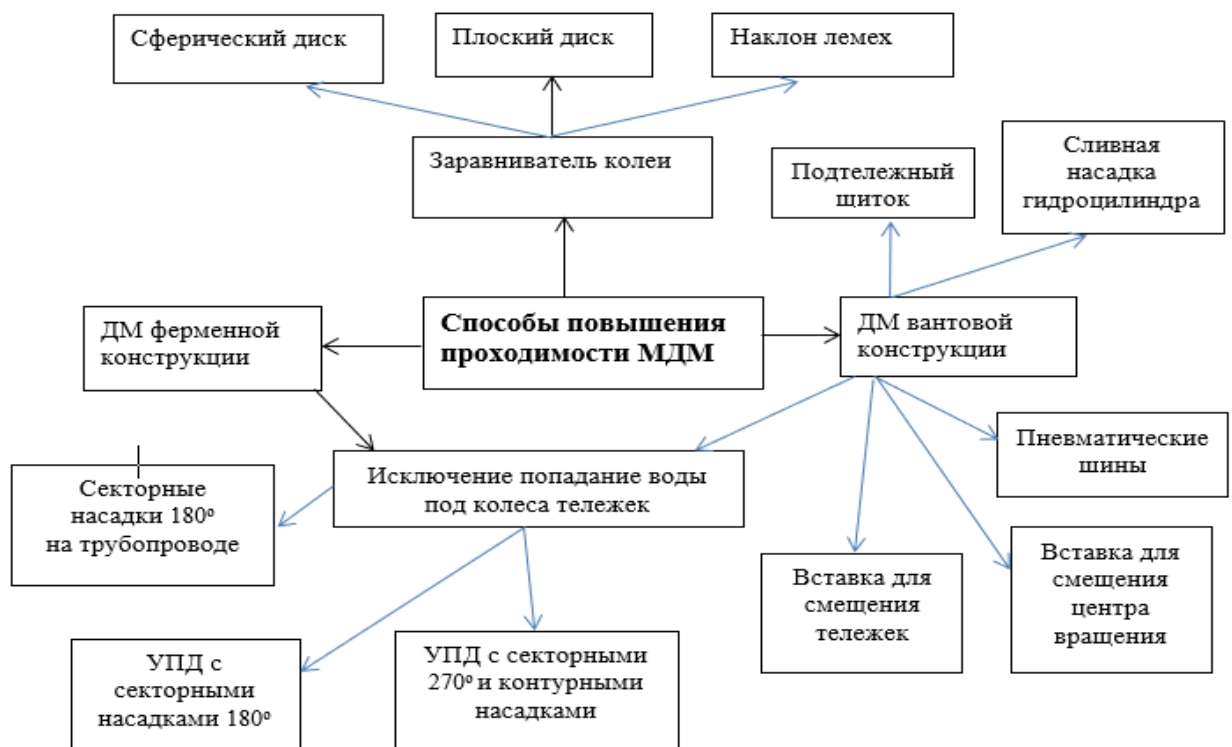 Сферический диск
Плоский диск
Наклон лемех
Заравниватель колеи
Подтележный
щиток
Сливная
насадка
гидроцилиндра
ДМ ферменной
конструкции
Способы повышения
проходимости МДМ
ДМ вантовой
конструкции
Пневматические
шины
Секторные
насадки 180º
на трубопроводе
Исключение попадание воды
под колеса тележек
Вставка для
смещения
тележек
Вставка для
смещения
центра
вращения
УПД с
секторными
насадками 180º
УПД с секторными
270º и контурными
насадками